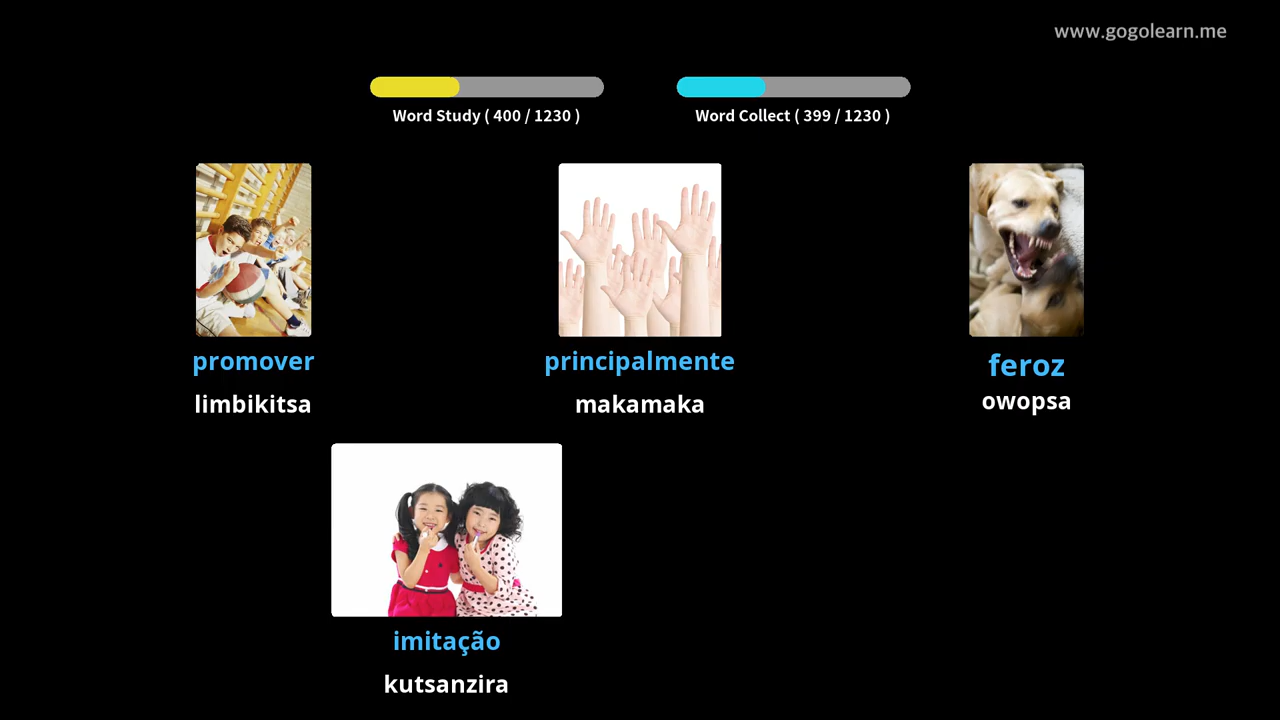 www.gogolearn.me
Word Study ( 400 / 1230 )
Word Collect ( 399 / 1230 )
promover
limbikitsa
principalmente
makamaka
feroz
owopsa
imitação
kutsanzira